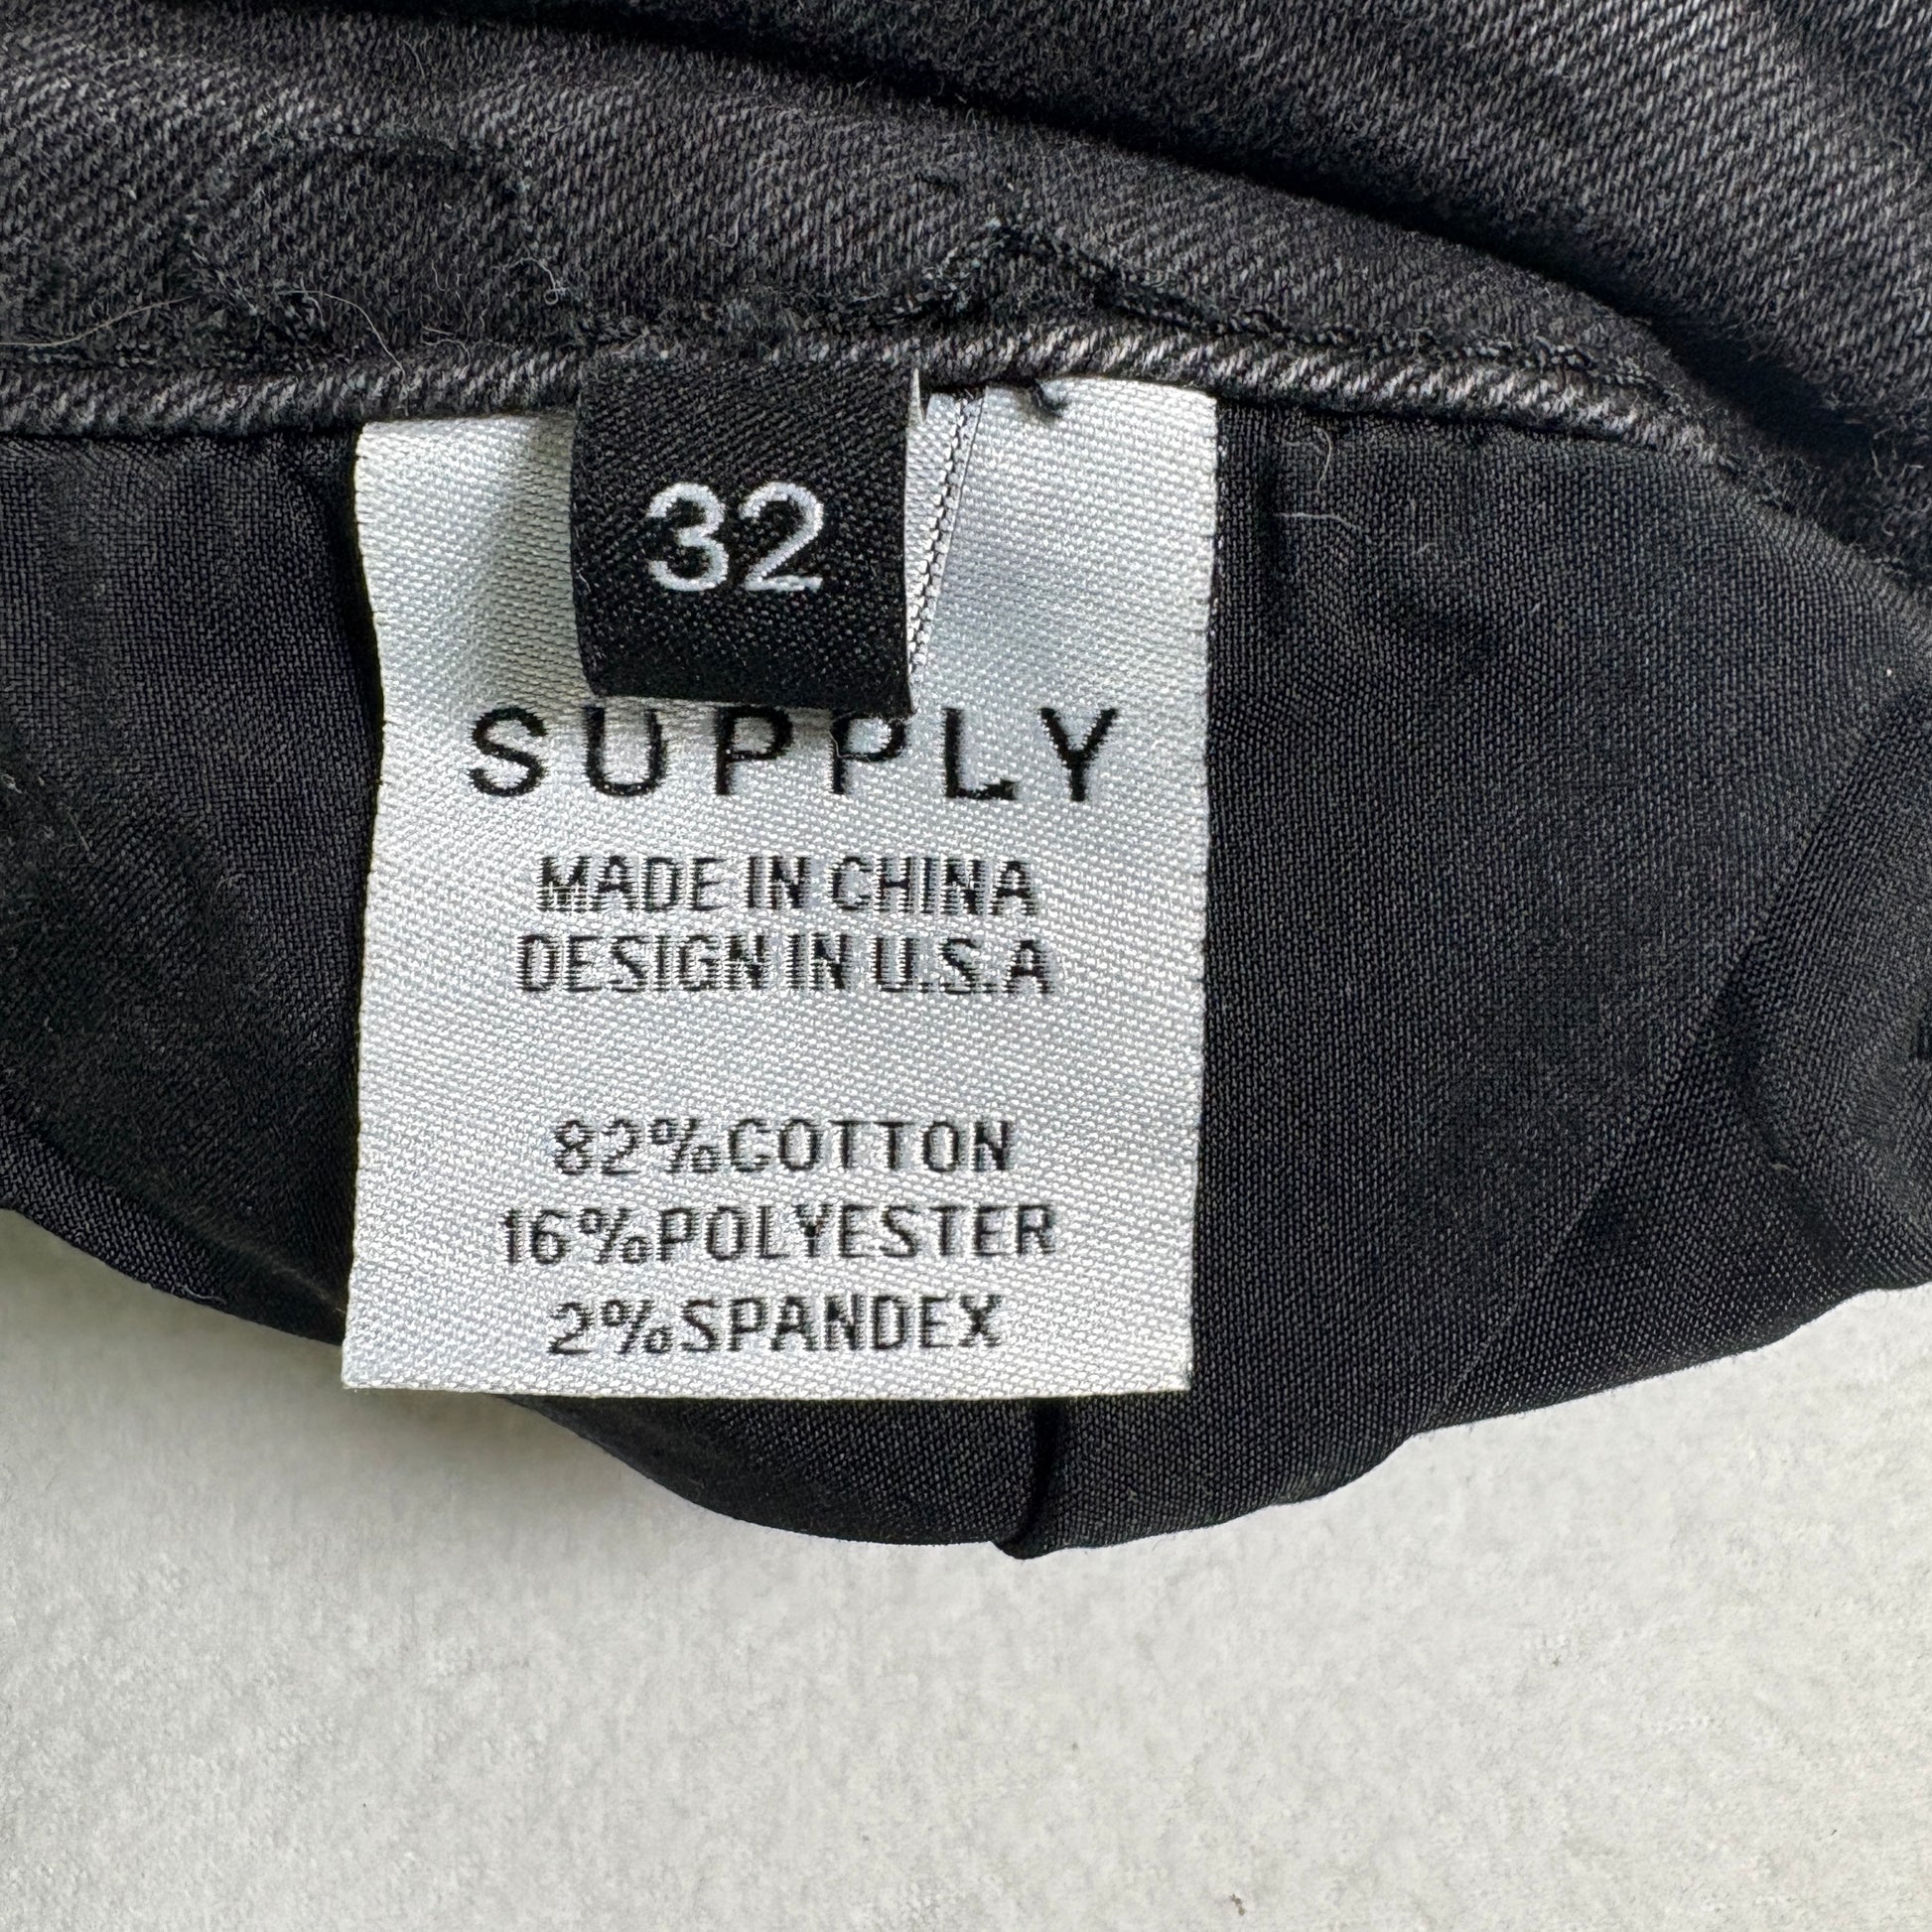 32
SUPPLY
MADE IN CHINA
DESIGN IN U.S.A
82%COTTON
16%POLYESTER
2%SPANDEX